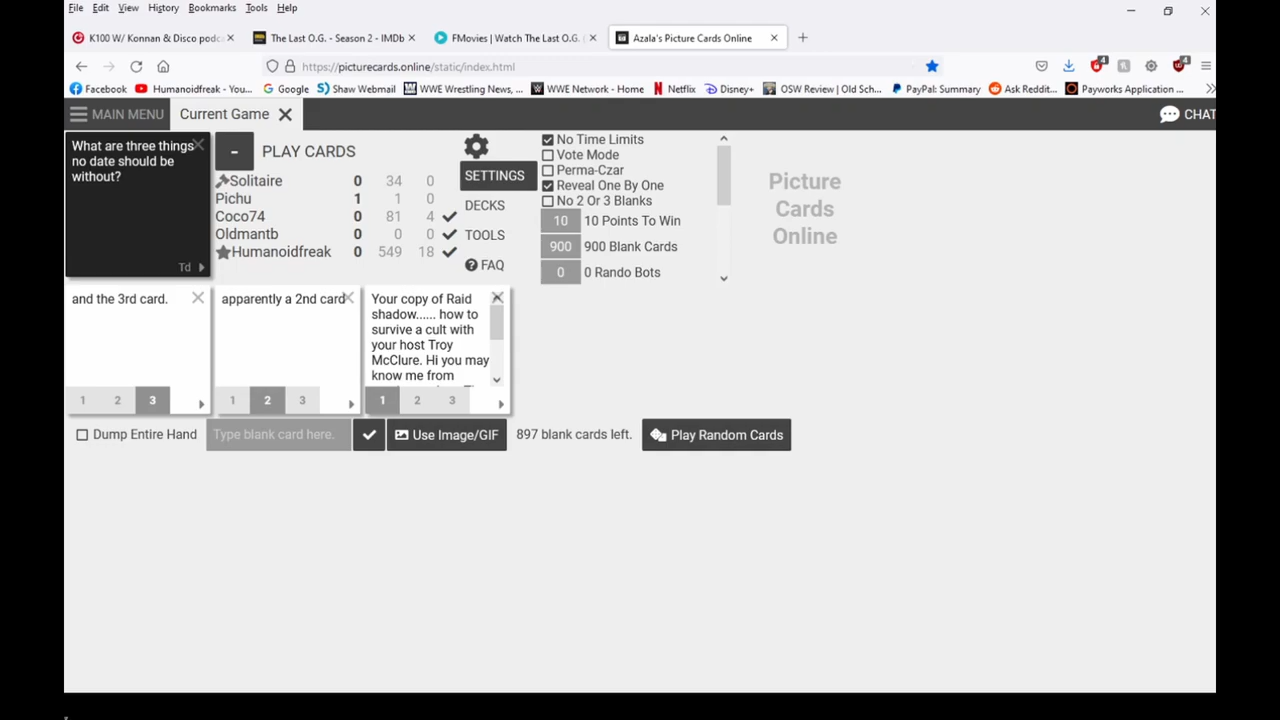 File Edit View History Bookmarks Tools Help
K100 W/ Konnan & Disco podc
The Last O.G. - Season 2 - IMDb
FMovies | Watch The Last O.G. (
Azala's Picture Cards Online
https://picturecards.online/static/index.html
4
4
Facebook
Humanoidfreak - You...
Google
Shaw Webmail
WWE Wrestling News, ...
WWE Network - Home
Netflix
Disney+
OSW Review | Old Sch...
PayPal: Summary
Ask Reddit...
Payworks Application ...
MAIN MENU
Current Game
CHAT
What are three things
no date should be
without?
Td
- PLAY CARDS
Solitaire 0 34 0
Pichu 1 1 0
Coco74 0 81 4
Oldmantb 0 0 0
Humanoidfreak 0 549 18
SETTINGS
DECKS
TOOLS
FAQ
No Time Limits
Vote Mode
Perma-Czar
Reveal One By One
No 2 Or 3 Blanks
10 10 Points To Win
900 900 Blank Cards
0 0 Rando Bots
Picture
Cards
Online
and the 3rd card.
1 2 3
apparently a 2nd card
1 2 3
Your copy of Raid
shadow...... how to
survive a cult with
your host Troy
McClure. Hi you may
know me from
1 2 3
Dump Entire Hand
Type blank card here.
Use Image/GIF
897 blank cards left.
Play Random Cards